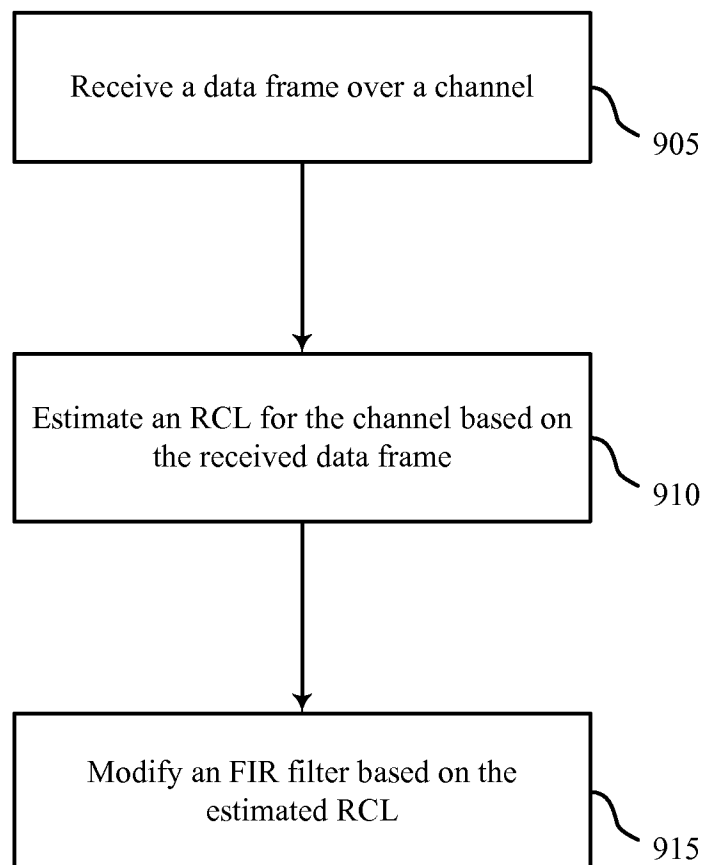 Receive a data frame over a channel
905
Estimate an RCL for the channel based on
the received data frame
910
Modify an FIR filter based on the
estimated RCL
915